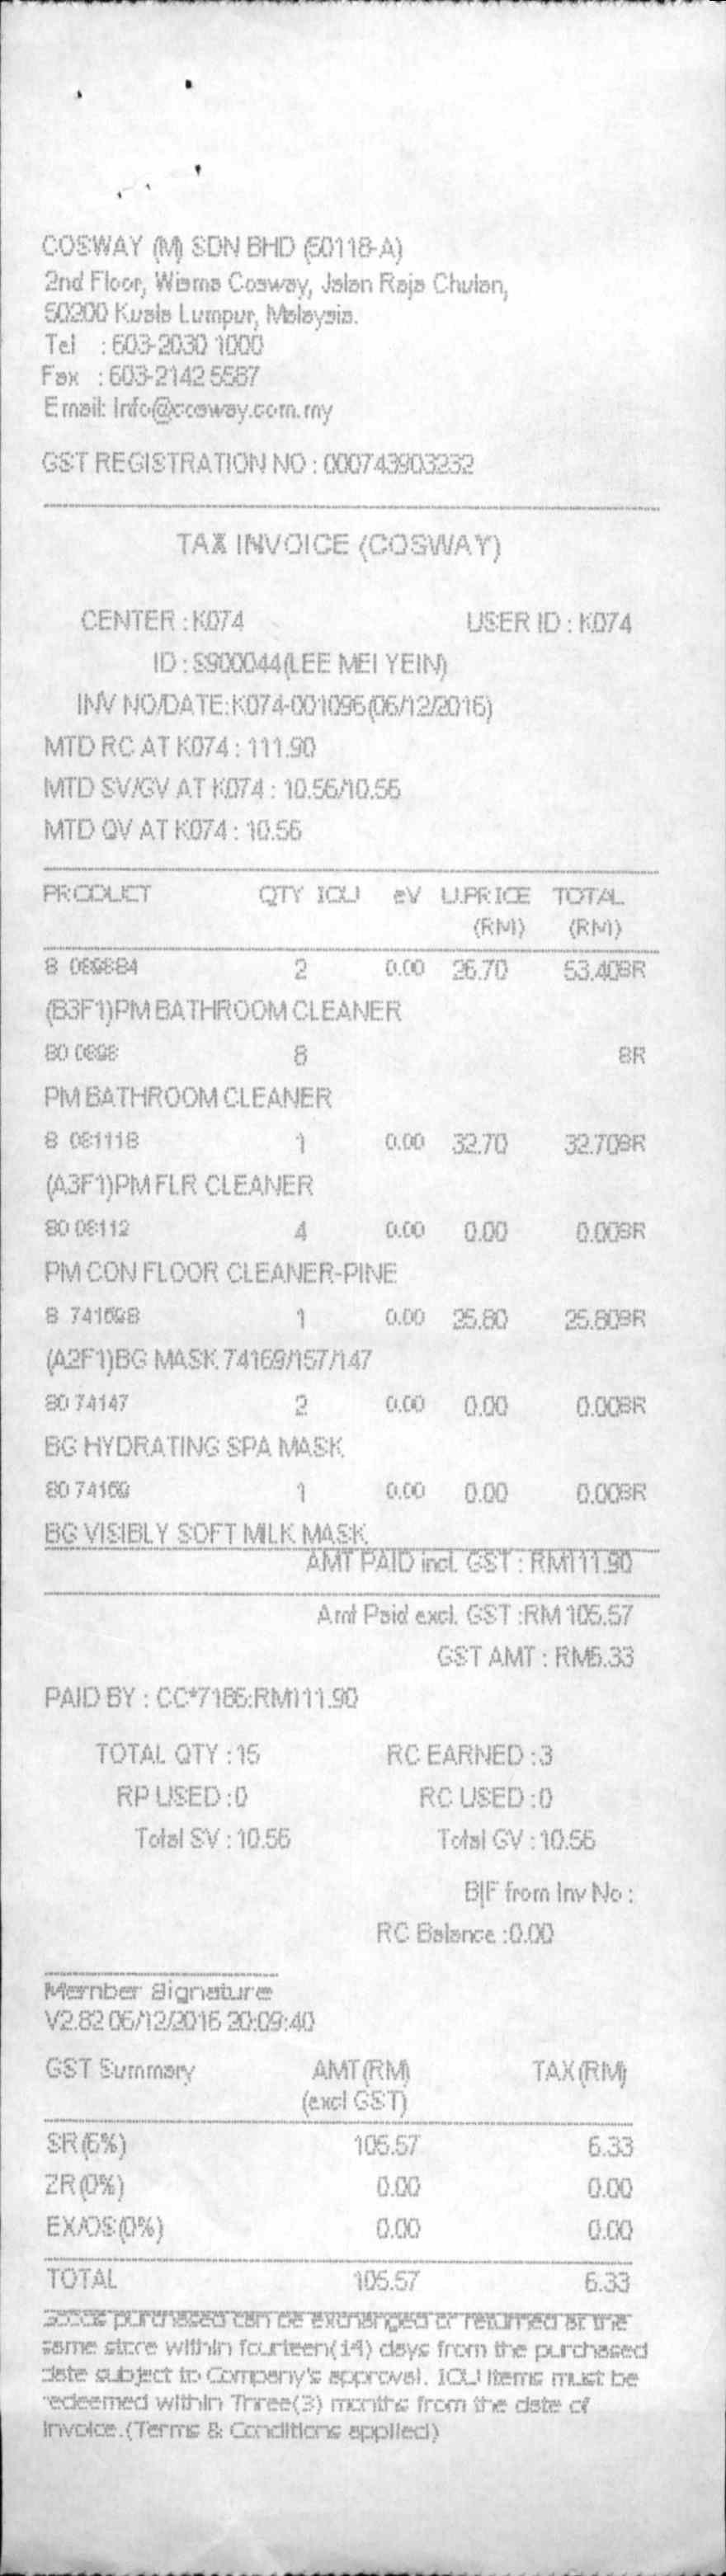 COSWAY (M) SDN BHD (50118-A)
2nd Floor, Wisma Cosway, Jalan Raja Chulan,
50200 Kuala Lumpur, Malaysia.
Tel : 603-2030 1000
Fax : 603-2142 5587
Email: Info@cosway.com.my
GST REGISTRATION NO : 000743903232
TAX INVOICE (COSWAY)
CENTER : K074 USER ID : K074
ID : S900044(LEE MEI YEIN)
INV NO/DATE:K074-001096(06/12/2016)
MTD RC AT K074 : 111.90
MTD SV/GV AT K074 : 10.56/10.56
MTD QV AT K074 : 10.56
PRODUCT QTY IOU eV U.PRICE TOTAL
(RM) (RM)
8 2 0.00 26.70 53.40SR
(B3F1)PM BATHROOM CLEANER
80 8 SR
PM BATHROOM CLEANER
8 081118 1 0.00 32.70 32.70SR
(A3F1)PM FLR CLEANER
80 08112 4 0.00 0.00 0.00SR
PM CON FLOOR CLEANER-PINE
8 741698 1 0.00 25.80 25.80SR
(A2F1)BG MASK 74169/157/147
80 74147 2 0.00 0.00 0.00SR
BG HYDRATING SPA MASK
80 74169 1 0.00 0.00 0.00SR
BG VISIBLY SOFT MILK MASK
AMT PAID incl. GST : RM111.90
Amt Paid excl. GST :RM 105.57
GST AMT : RM6.33
PAID BY : CC*7186:RM111.90
TOTAL QTY :15 RC EARNED :3
RP USED :0 RC USED :0
Total SV : 10.56 Total GV : 10.56
B|F from Inv No :
RC Balance :0.00
Member Signature
V2.82 06/12/2016 20:09:40
GST Summary AMT(RM) TAX(RM)
(excl GST)
SR(6%) 105.57 6.33
ZR(0%) 0.00 0.00
EX/OS(0%) 0.00 0.00
TOTAL 105.57 6.33
Goods purchased can be exchanged or returned at the
same store within fourteen(14) days from the purchased
date subject to Company's approval. IOU items must be
redeemed within Three(3) months from the date of
invoice.(Terms & Conditions applied)